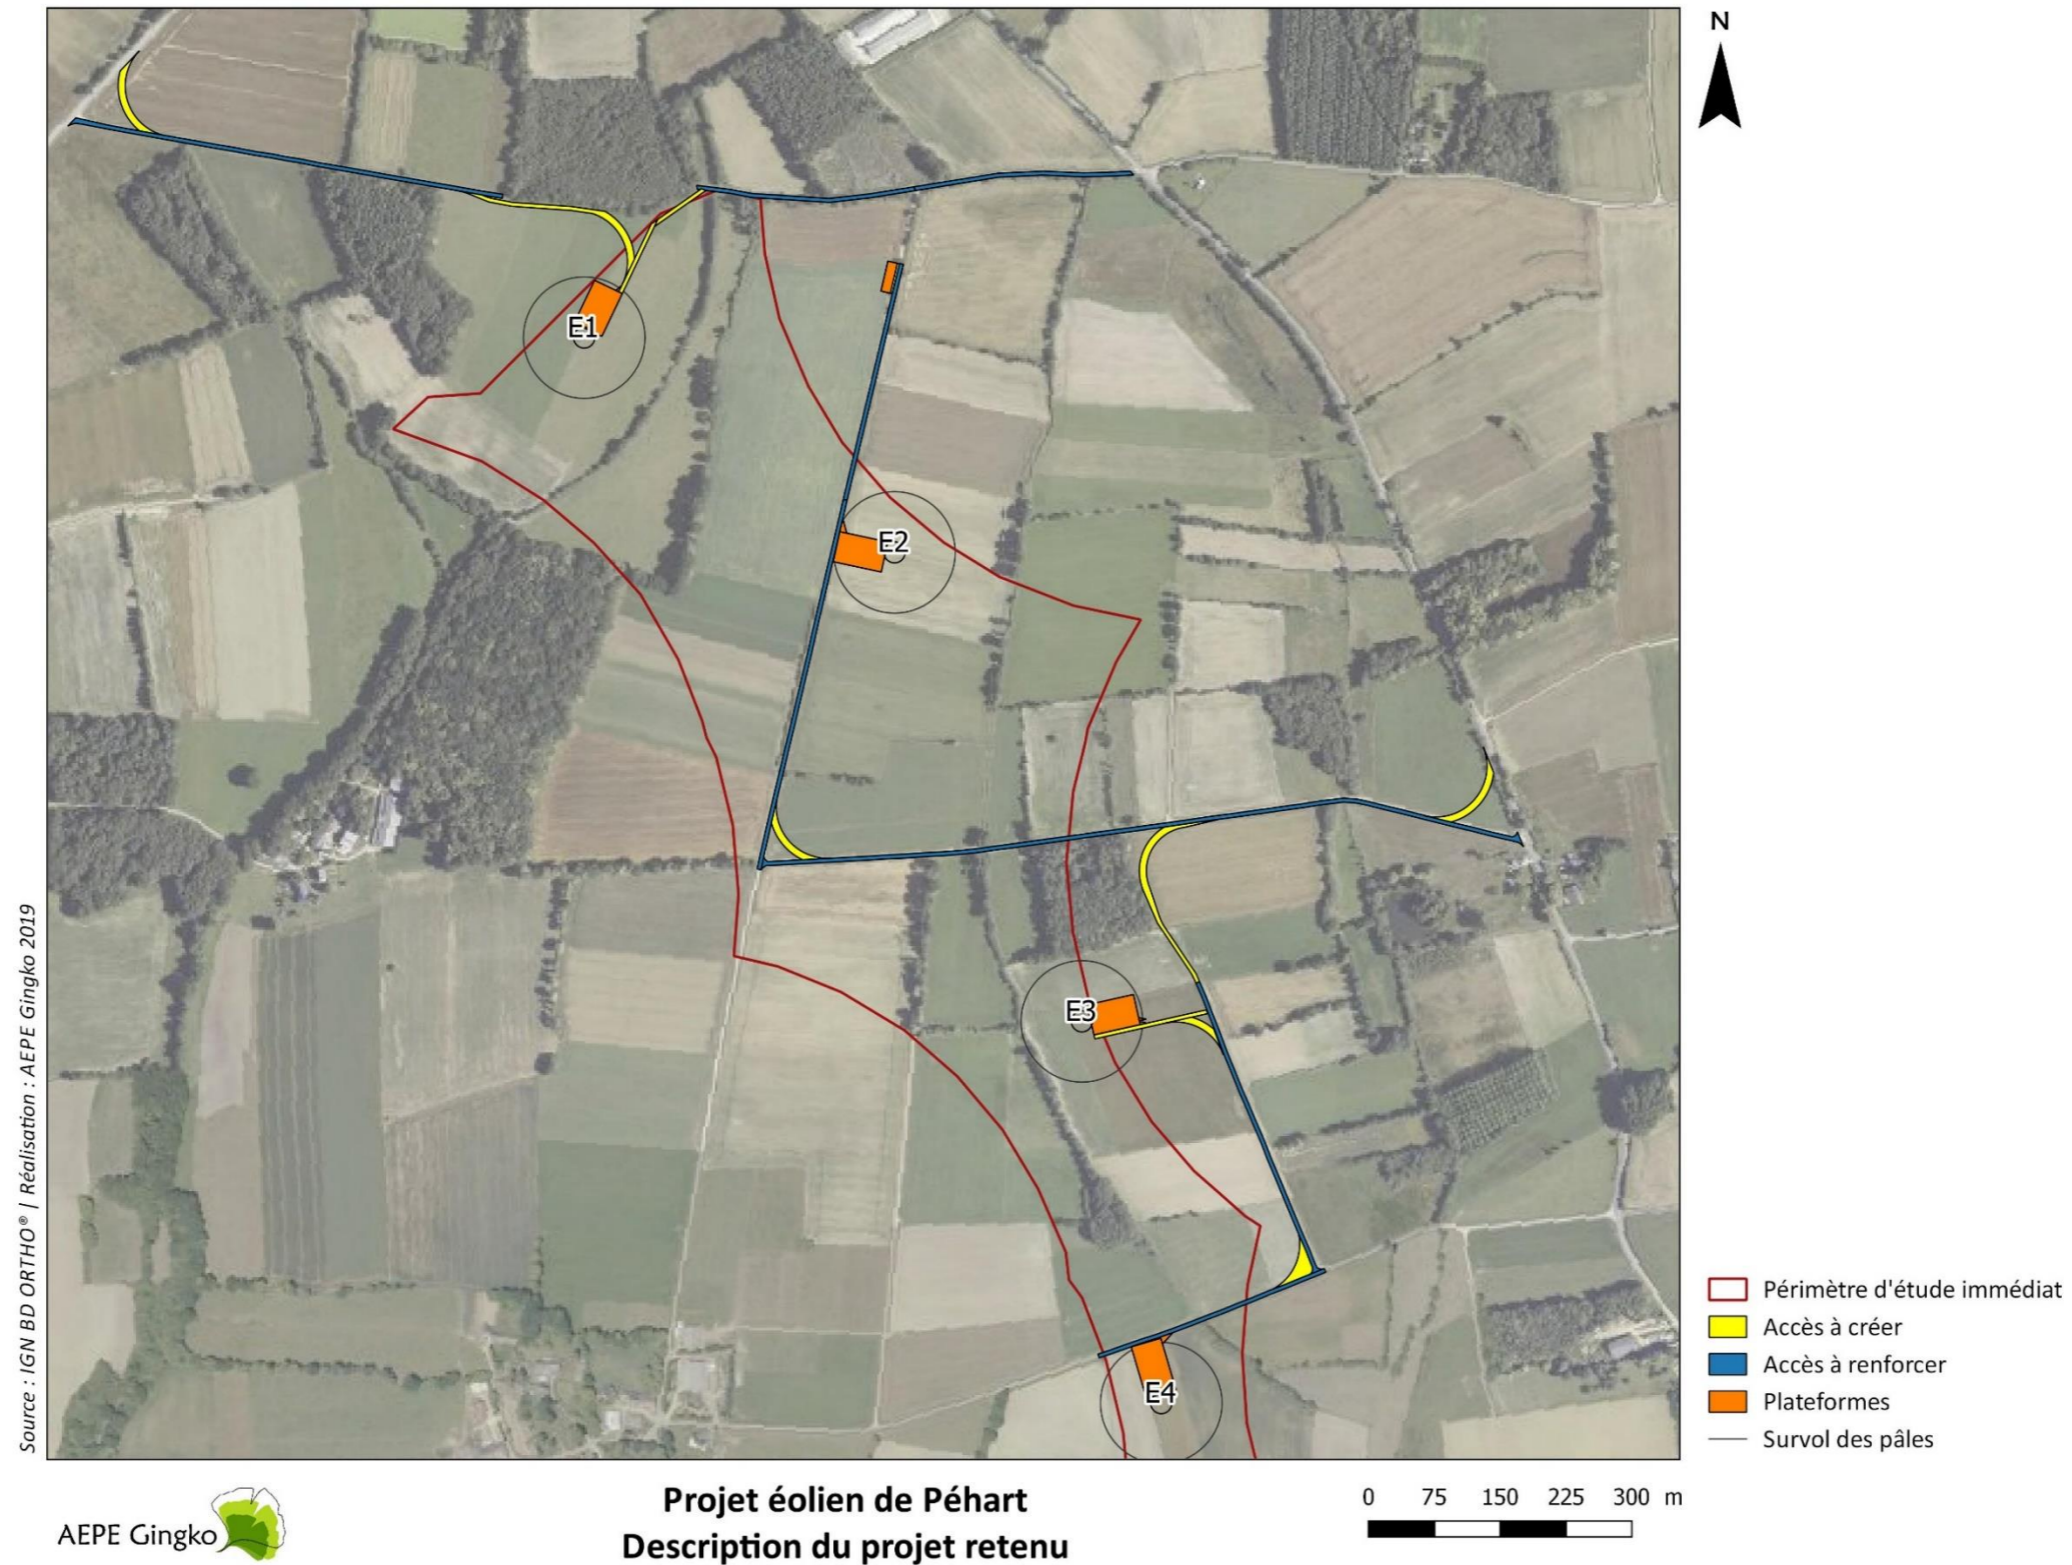 N
E1
E2
E3
E4
Source : IGN BD ORTHO® | Réalisation : AEPE Gingko 2019
Périmètre d'étude immédiat
Accès à créer
Accès à renforcer
Plateformes
Survol des pâles
AEPE Gingko
Projet éolien de Péhart
Description du projet retenu
0 75 150 225 300 m